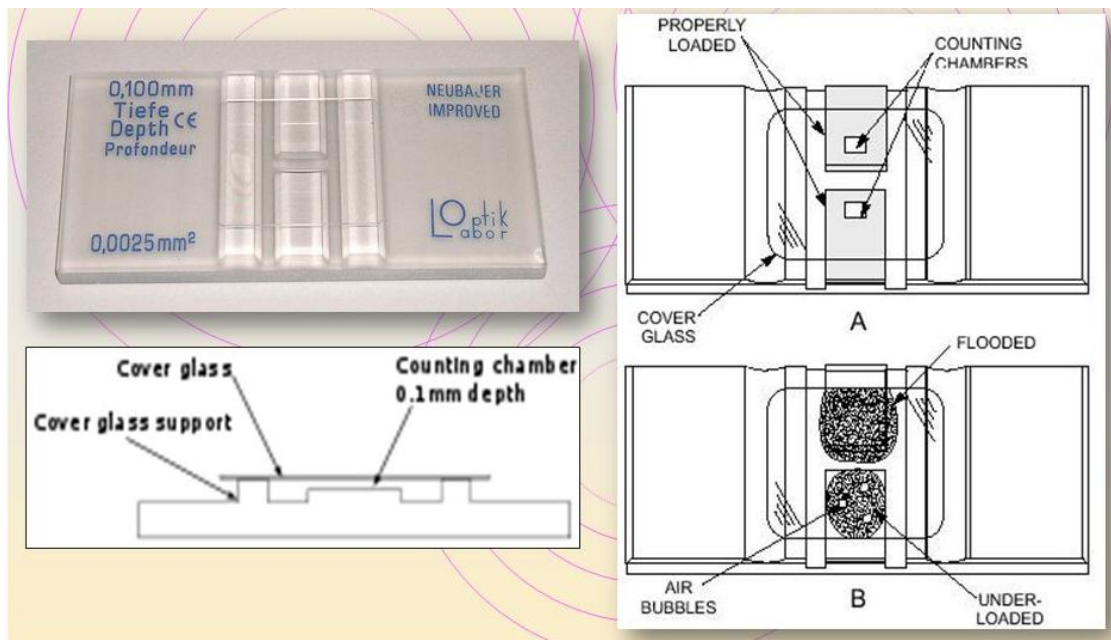 0,100mm
Tiefe
Depth CE
Profondeur
0,0025mm²
NEUBAUER
IMPROVED
Optik
Labor
Cover glass
Counting chamber
0.1mm depth
Cover glass support
PROPERLY
LOADED
COUNTING
CHAMBERS
COVER
GLASS
A
FLOODED
AIR
BUBBLES
B
UNDER-
LOADED